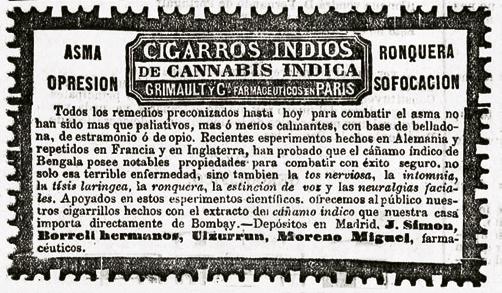 ASMA
OPRESION
CIGARROS INDIOS
DE CANNABIS INDICA
GRIMAULT Y Cª FARMACEUTICOS EN PARIS
RONQUERA
SOFOCACION
Todos los remedios preconizados hasta hoy para combatir el asma no
han sido mas que paliativos, mas ó menos calmantes, con base de bellado-
na, de estramonio ó de opio. Recientes esperimentos hechos en Alemania y
repetidos en Francia y en Inglaterra, han probado que el cáñamo indico de
Bengala posee notables propiedades para combatir con éxito seguro, no
solo esa terrible enfermedad, sino tambien la tos nerviosa, la intomnia,
la tísis laringea, la ronquera, la estincion de voz y las neuralgias facia-
les. Apoyados en estos esperimentos científicos, ofrecemos al público nues-
tros cigarrillos hechos con el extracto del cáñamo indico que nuestra casa
importa directamente de Bombay.—Depósitos en Madrid, J. Simon,
Borrell hermanos, Ulzurrun, Moreno Miguel, farma-
céuticos.